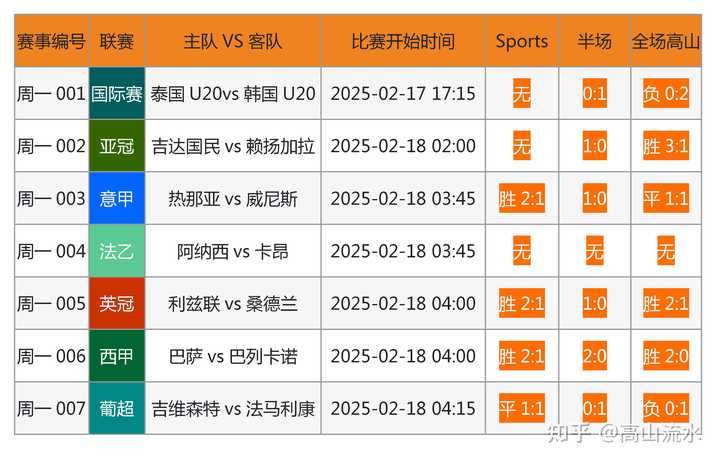 赛事编号 联赛 主队 VS 客队 比赛开始时间 Sports 半场 全场高山
周一 001 国际赛 泰国 U20vs 韩国 U20 2025-02-17 17:15 无 0:1 负 0:2
周一 002 亚冠 吉达国民 vs 赖扬加拉 2025-02-18 02:00 无 1:0 胜 3:1
周一 003 意甲 热那亚 vs 威尼斯 2025-02-18 03:45 胜 2:1 1:0 平 1:1
周一 004 法乙 阿纳西 vs 卡昂 2025-02-18 03:45 无 无 无
周一 005 英冠 利兹联 vs 桑德兰 2025-02-18 04:00 胜 2:1 1:0 胜 2:1
周一 006 西甲 巴萨 vs 巴列卡诺 2025-02-18 04:00 胜 2:1 2:0 胜 2:0
周一 007 葡超 吉维森特 vs 法马利康 2025-02-18 04:15 平 1:1 0:1 负 0:1
知乎 @高山流水